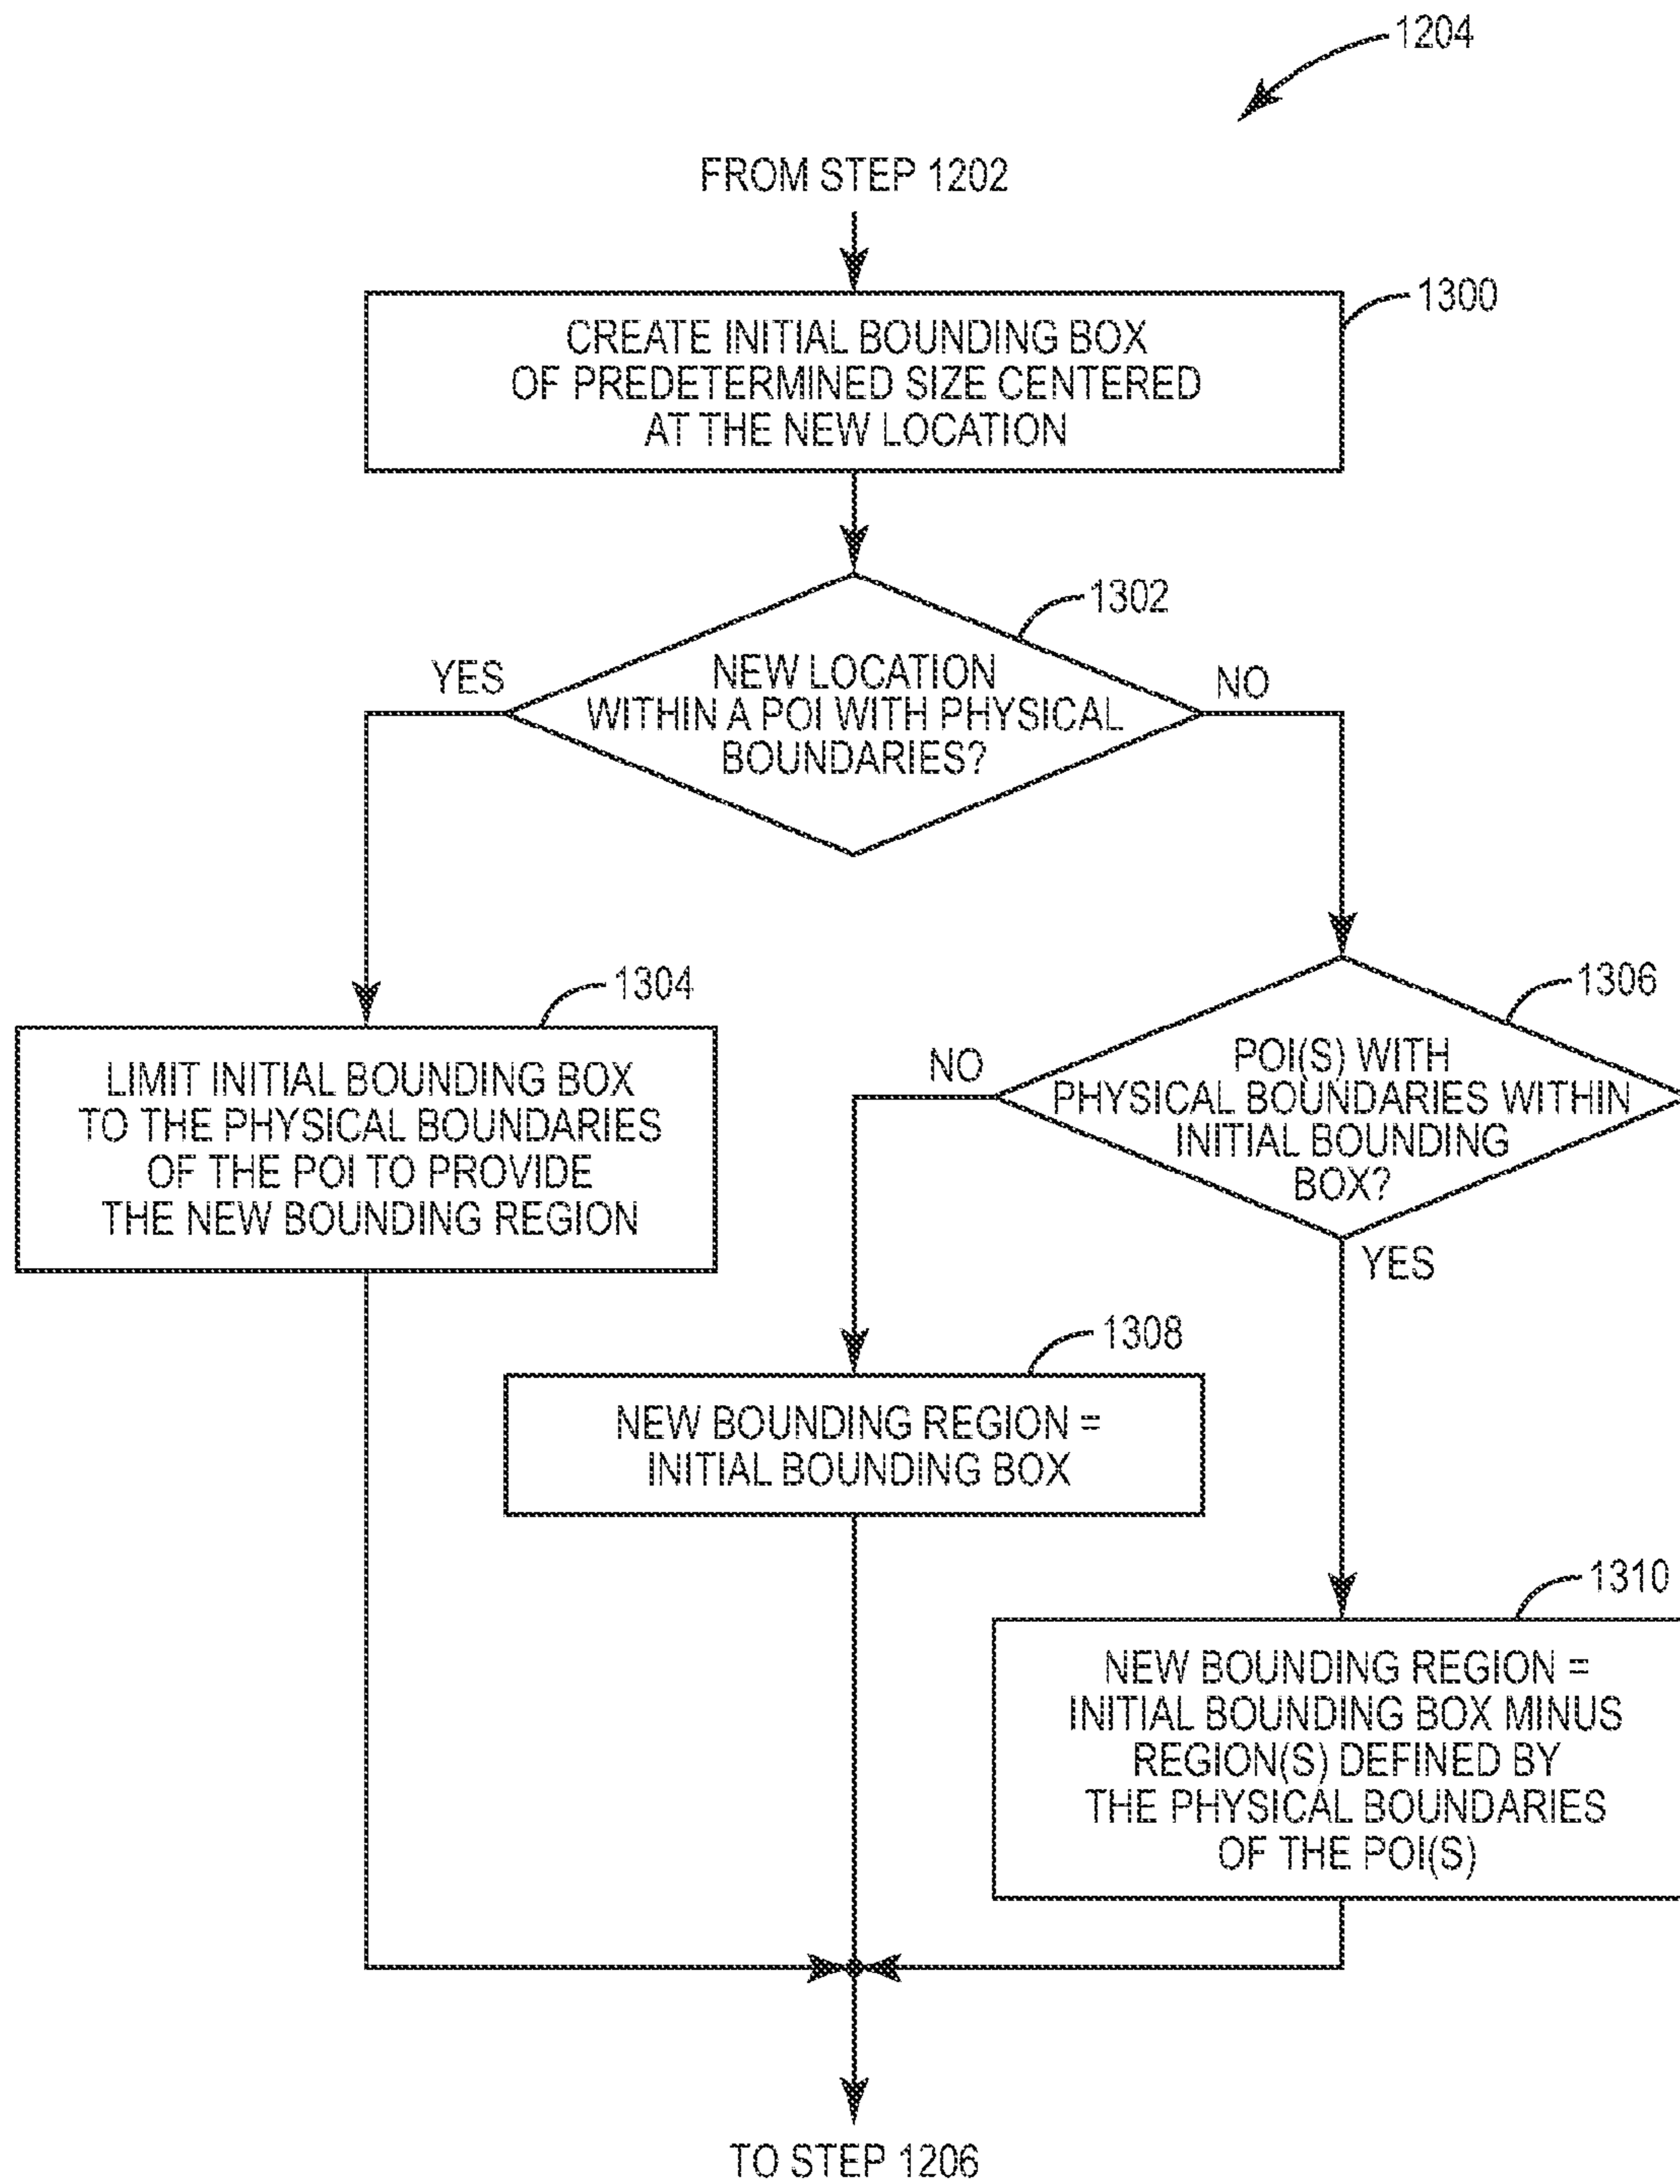 1204
FROM STEP 1202
1300
CREATE INITIAL BOUNDING BOX
OF PREDETERMINED SIZE CENTERED
AT THE NEW LOCATION
1302
YES
NO
NEW LOCATION
WITHIN A POI WITH PHYSICAL
BOUNDARIES?
1304
LIMIT INITIAL BOUNDING BOX
TO THE PHYSICAL BOUNDARIES
OF THE POI TO PROVIDE
THE NEW BOUNDING REGION
1306
NO
POI(S) WITH
PHYSICAL BOUNDARIES WITHIN
INITIAL BOUNDING
BOX?
YES
1308
NEW BOUNDING REGION =
INITIAL BOUNDING BOX
1310
NEW BOUNDING REGION =
INITIAL BOUNDING BOX MINUS
REGION(S) DEFINED BY
THE PHYSICAL BOUNDARIES
OF THE POI(S)
TO STEP 1206